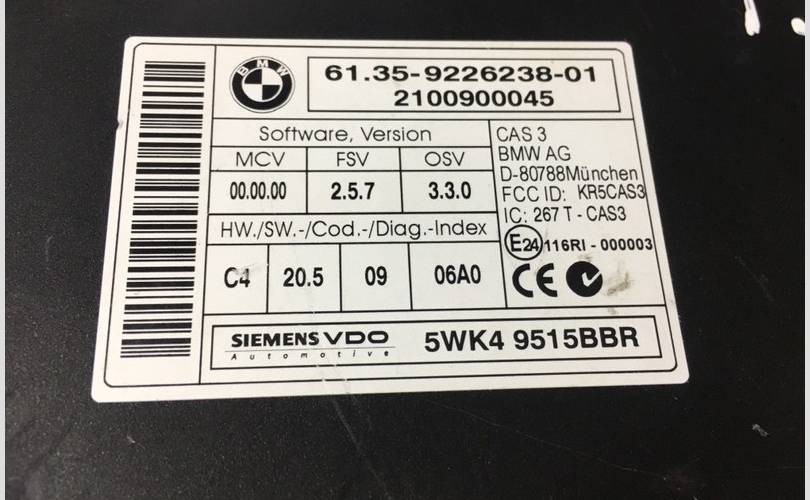 BMW
61.35-9226238-01
2100900045
Software, Version
MCV FSV OSV
00.00.00 2.5.7 3.3.0
HW./SW.-/Cod.-/Diag.-Index
C4 20.5 09 06A0
CAS 3
BMW AG
D-80788München
FCC ID: KR5CAS3
IC: 267 T - CAS3
E24 116RI - 000003
CE
SIEMENS VDO
Automotive
5WK4 9515BBR